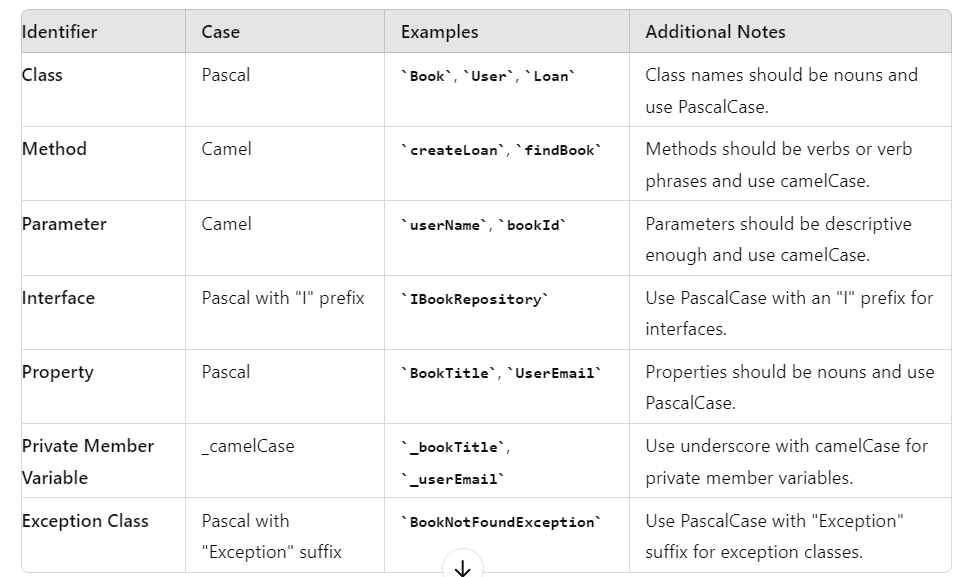 Identifier Case Examples Additional Notes
Class Pascal `Book`, `User`, `Loan` Class names should be nouns and
use PascalCase.
Method Camel `createLoan`, `findBook` Methods should be verbs or verb
phrases and use camelCase.
Parameter Camel `userName`, `bookId` Parameters should be descriptive
enough and use camelCase.
Interface Pascal with "I" prefix `IBookRepository` Use PascalCase with an "I" prefix for
interfaces.
Property Pascal `BookTitle`, `UserEmail` Properties should be nouns and use
PascalCase.
Private Member _camelCase `_bookTitle`, Use underscore with camelCase for
Variable `_userEmail` private member variables.
Exception Class Pascal with `BookNotFoundException` Use PascalCase with "Exception"
"Exception" suffix suffix for exception classes.